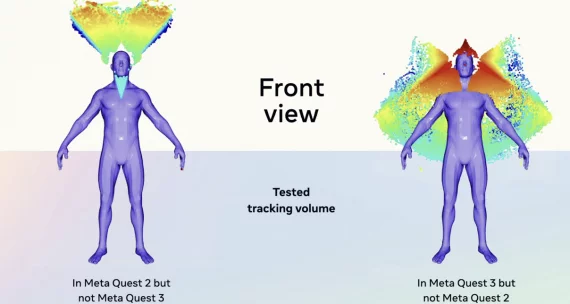 Front
view
Tested
tracking volume
In Meta Quest 2 but
not Meta Quest 3
In Meta Quest 3 but
not Meta Quest 2